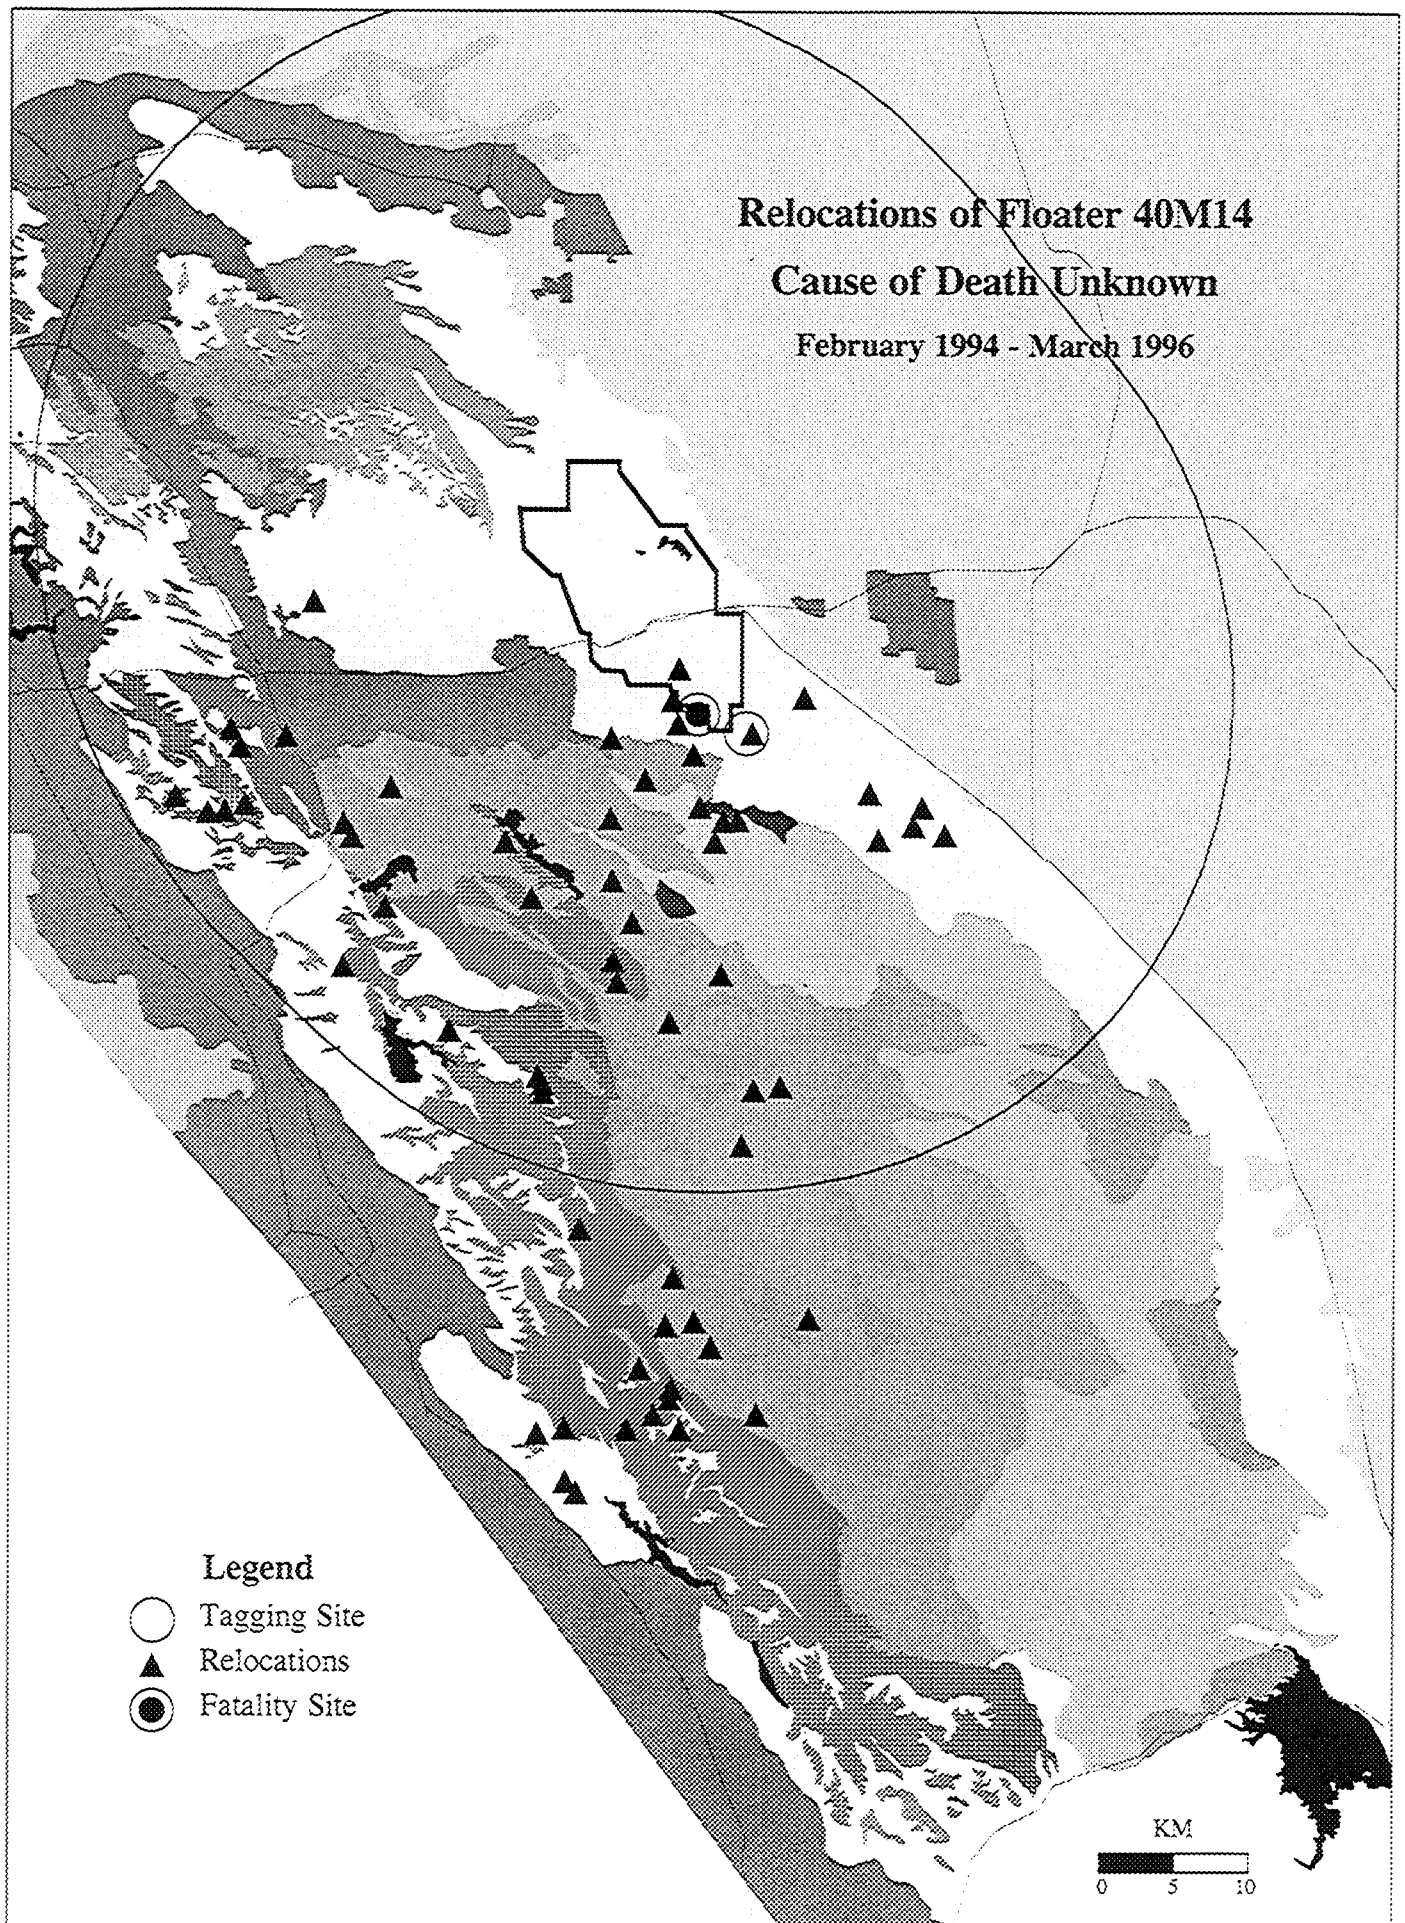 Relocations of Floater 40M14
Cause of Death Unknown
February 1994 - March 1996
Legend
Tagging Site
Relocations
Fatality Site
KM
0 5 10